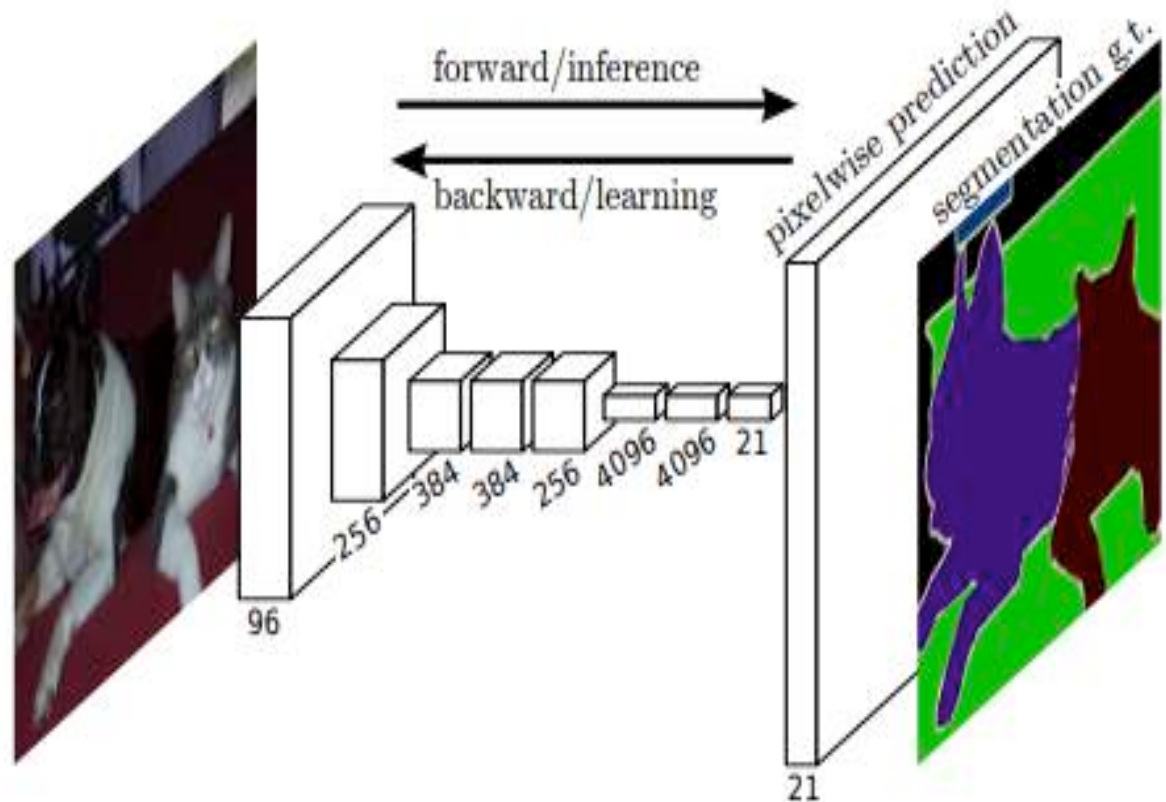 forward/inference
backward/learning
pixelwise prediction
segmentation g.t.
96
256
384
384
256
4096
4096
21
21